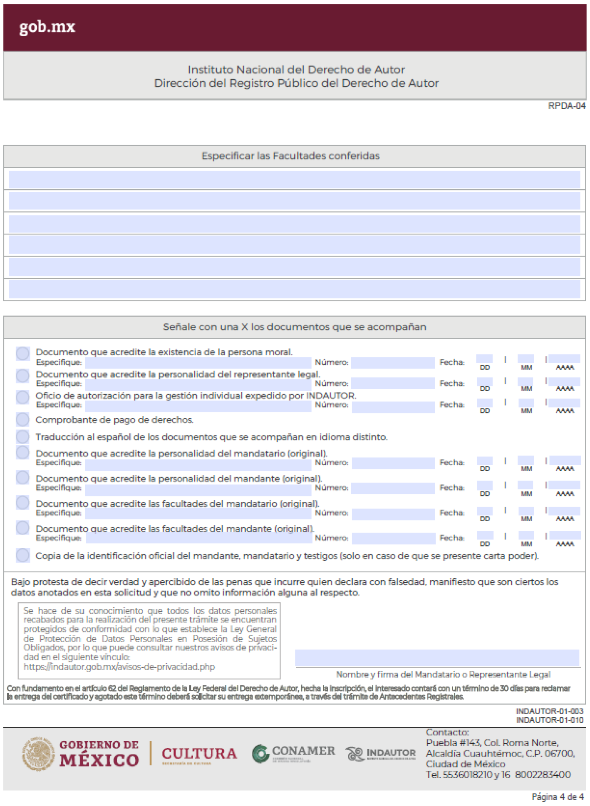 gob.mx
Instituto Nacional del Derecho de Autor
Dirección del Registro Público del Derecho de Autor
RPDA-04
Especificar las Facultades conferidas
Señale con una X los documentos que se acompañan
Documento que acredite la existencia de la persona moral.
Especifique: Número: Fecha: DD | MM | AAAA
Documento que acredite la personalidad del representante legal.
Especifique: Número: Fecha: DD | MM | AAAA
Oficio de autorización para la gestión individual expedido por INDAUTOR.
Especifique: Número: Fecha: DD | MM | AAAA
Comprobante de pago de derechos.
Traducción al español de los documentos que se acompañan en idioma distinto.
Documento que acredite la personalidad del mandatario (original).
Especifique: Número: Fecha: DD | MM | AAAA
Documento que acredite la personalidad del mandante (original).
Especifique: Número: Fecha: DD | MM | AAAA
Documento que acredite las facultades del mandatario (original).
Especifique: Número: Fecha: DD | MM | AAAA
Documento que acredite las facultades del mandante (original).
Especifique: Número: Fecha: DD | MM | AAAA
Copia de la identificación oficial del mandante, mandatario y testigos (solo en caso de que se presente carta poder).
Bajo protesta de decir verdad y apercibido de las penas que incurre quien declara con falsedad, manifiesto que son ciertos los
datos anotados en esta solicitud y que no omito información alguna al respecto.
Se hace de su conocimiento que todos los datos personales
recabados para la realización del presente trámite se encuentran
protegidos de conformidad con lo que establece la Ley General
de Protección de Datos Personales en Posesión de Sujetos
Obligados, por lo que puede consultar nuestros avisos de privaci-
dad en el siguiente vínculo:
https://indautor.gob.mx/avisos-de-privacidad.php
Nombre y firma del Mandatario o Representante Legal
Con fundamento en el artículo 62 del Reglamento de la Ley Federal del Derecho de Autor, hecha la inscripción, el interesado contará con un término de 30 días para reclamar
la entrega del certificado y agotado este término deberá solicitar su entrega extemporánea, a través del trámite de Antecedentes Registrales.
INDAUTOR-01-003
INDAUTOR-01-010
GOBIERNO DE
MÉXICO
CULTURA
SECRETARÍA DE CULTURA
CONAMER
INDAUTOR
Contacto:
Puebla #143, Col. Roma Norte,
Alcaldía Cuauhtémoc, C.P. 06700,
Ciudad de México
Tel. 5536018210 y 16 8002283400
Página 4 de 4